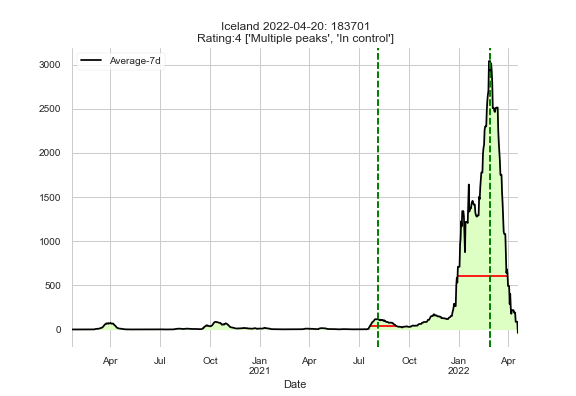 Iceland 2022-04-20: 183701
Rating:4 ['Multiple peaks', 'In control']
Average-7d
3000
2500
2000
1500
1000
500
0
Apr Jul Oct Jan Apr Jul Oct Jan Apr
2021 2022
Date